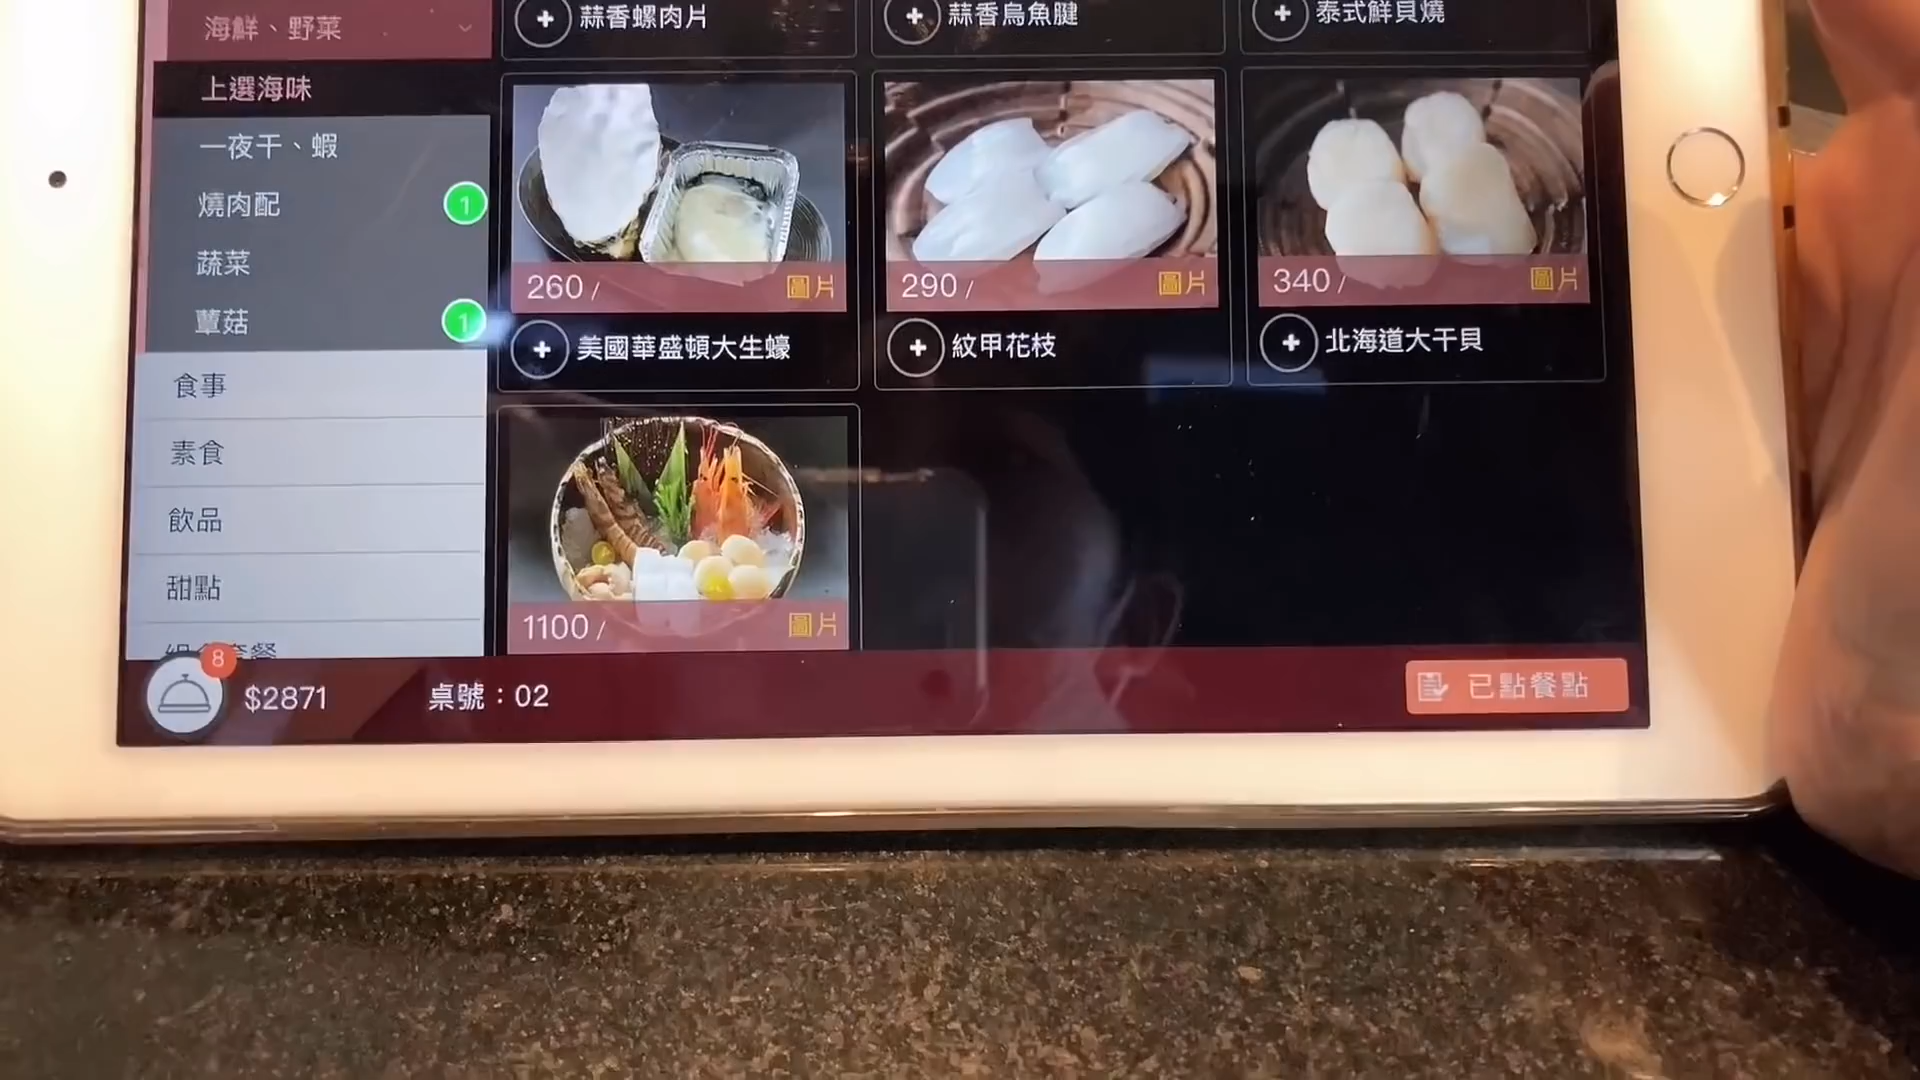 海鮮、野菜
上選海味
一夜干、蝦
燒肉配
1
蔬菜
蕈菇
1
食事
素食
飲品
甜點
蒜香螺肉片
蒜香烏魚腱
泰式鮮貝燒
260 /
圖片
美國華盛頓大生蠔
290 /
圖片
紋甲花枝
340 /
圖片
北海道大干貝
1100 /
圖片
8
$2871
桌號：02
已點餐點